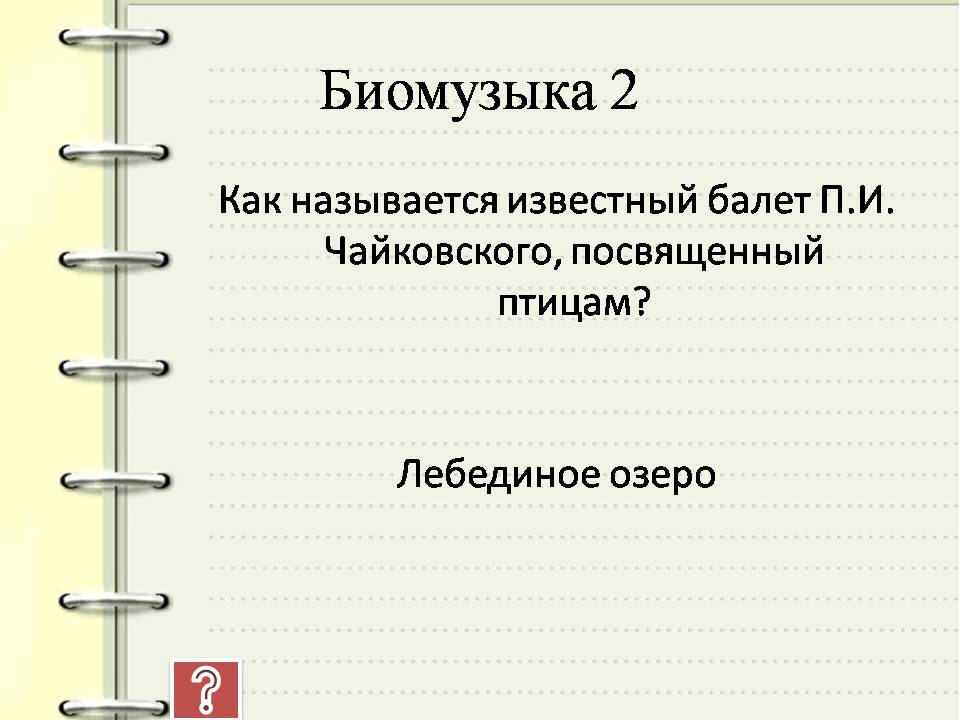 Биомузыка 2
Как называется известный балет П.И.
Чайковского, посвященный
птицам?
Лебединое озеро
?